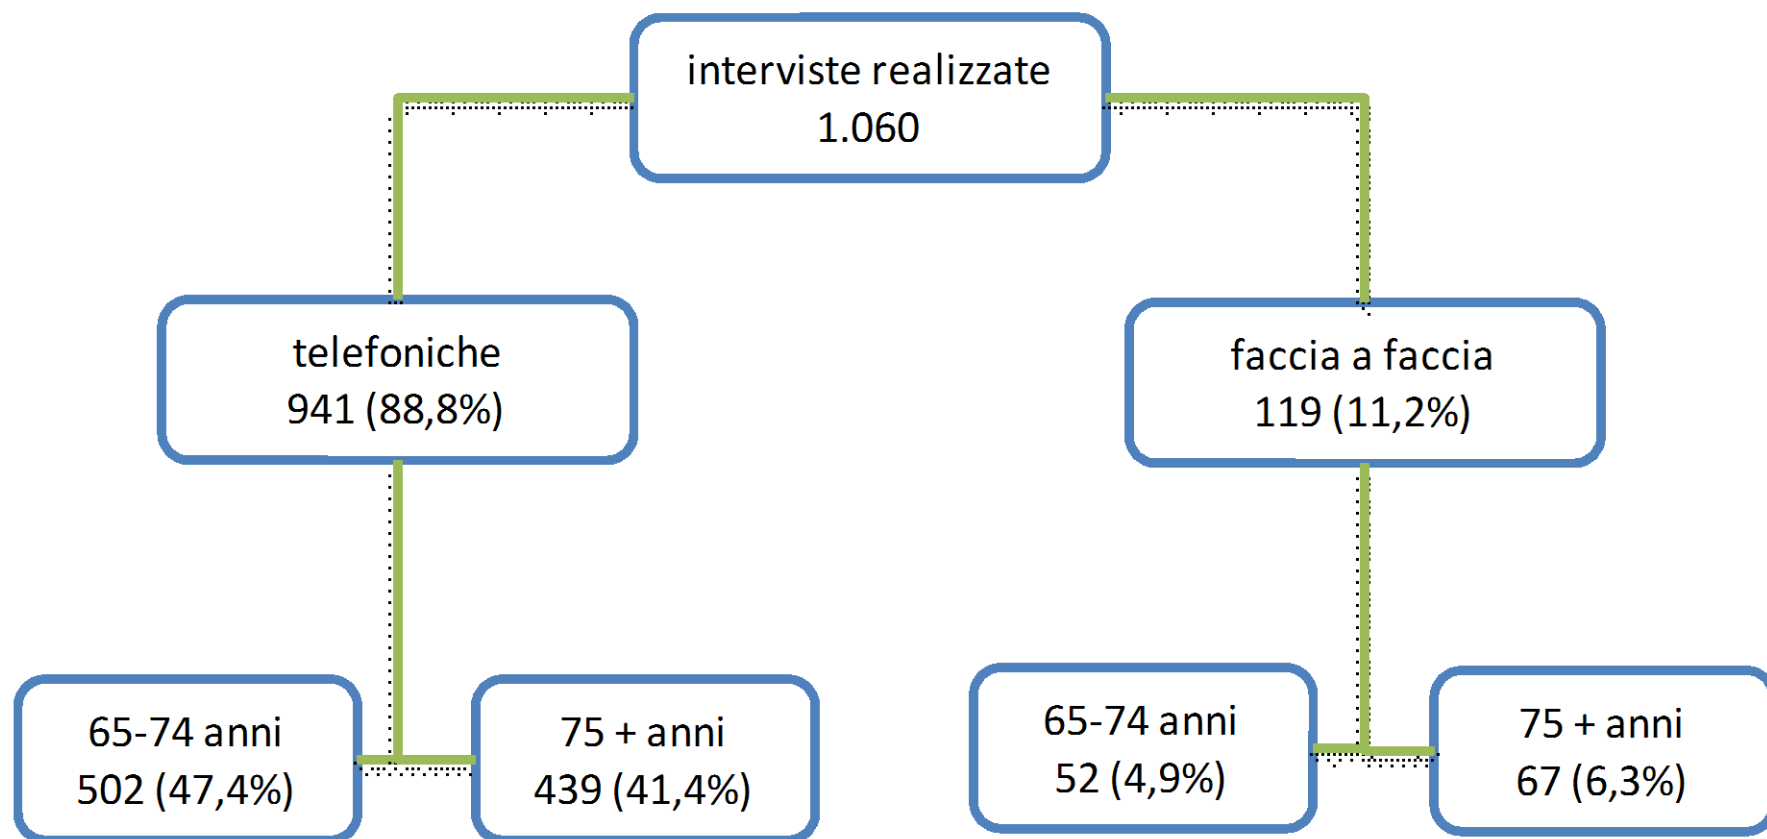 interviste realizzate
1.060
telefoniche
941 (88,8%)
faccia a faccia
119 (11,2%)
65-74 anni
502 (47,4%)
75 + anni
439 (41,4%)
65-74 anni
52 (4,9%)
75 + anni
67 (6,3%)